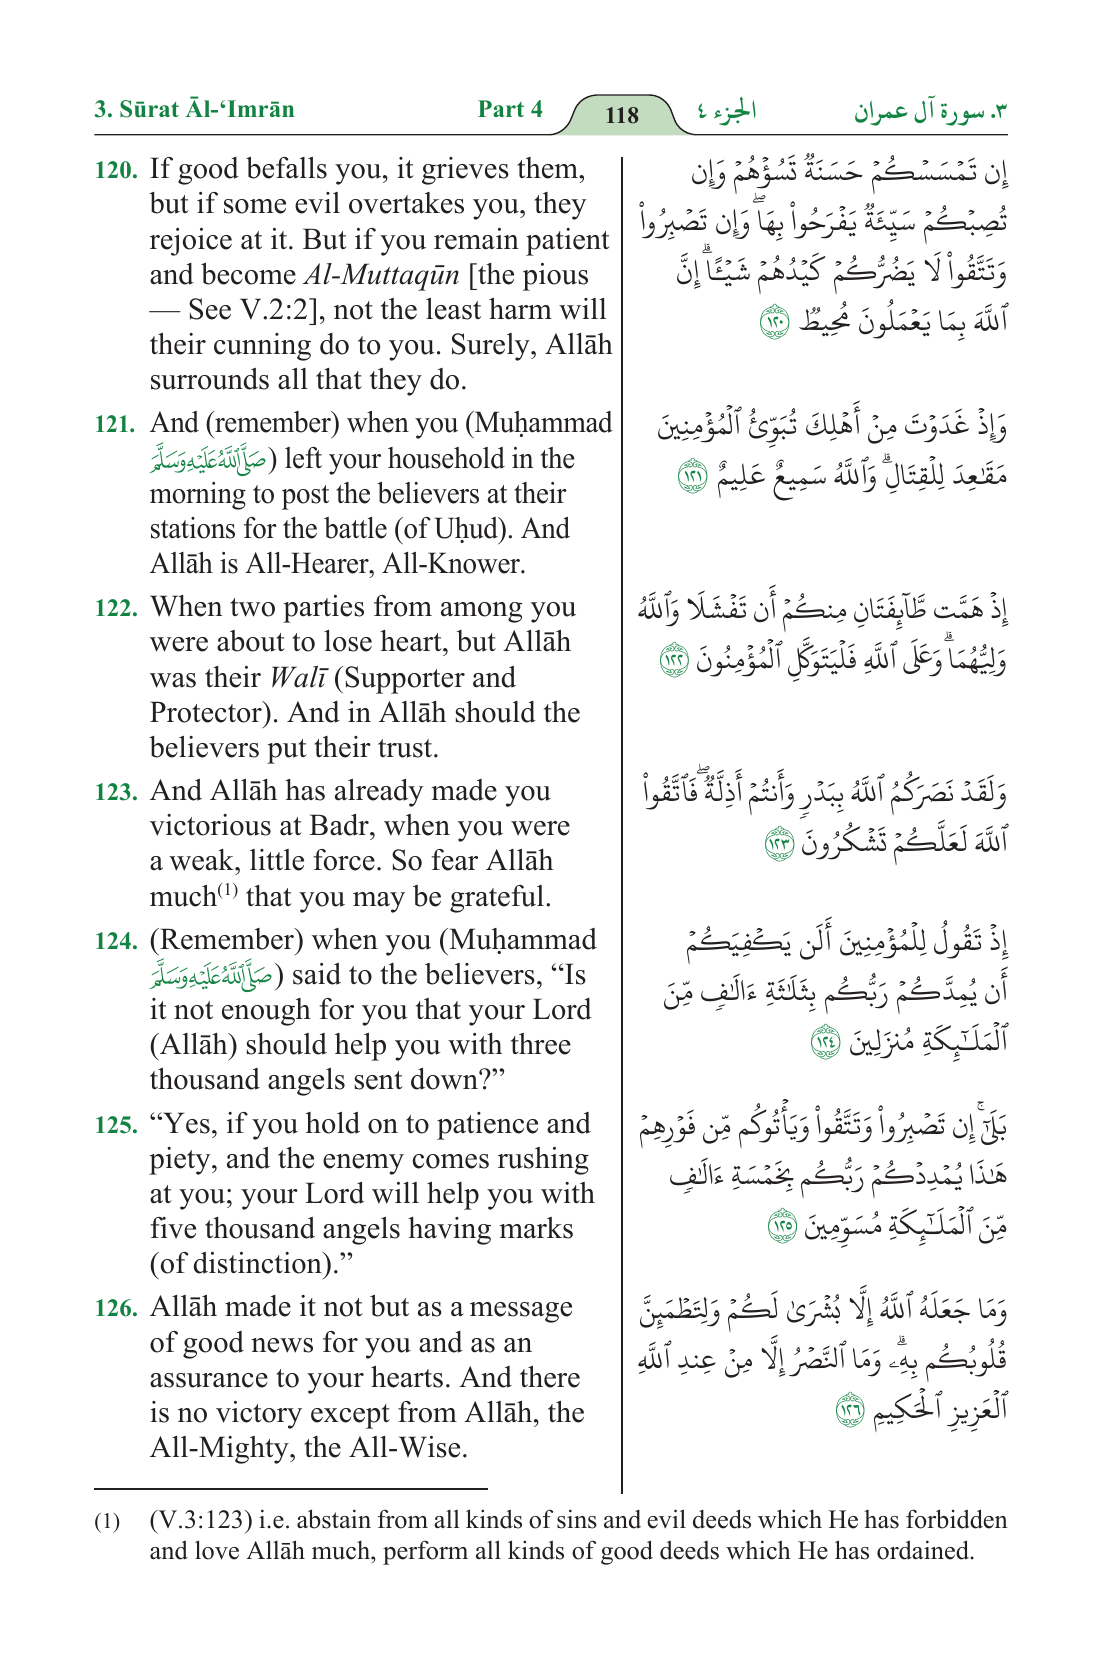 3. Sūrat Āl-‘Imrān Part 4 118 الجزء ٤ ٣. سورة آل عمران
120. If good befalls you, it grieves them,
but if some evil overtakes you, they
rejoice at it. But if you remain patient
and become Al-Muttaqūn [the pious
— See V.2:2], not the least harm will
their cunning do to you. Surely, Allāh
surrounds all that they do.
121. And (remember) when you (Muḥammad
صَلَّى ٱللَّهُ عَلَيْهِ وَسَلَّمَ) left your household in the
morning to post the believers at their
stations for the battle (of Uḥud). And
Allāh is All-Hearer, All-Knower.
122. When two parties from among you
were about to lose heart, but Allāh
was their Walī (Supporter and
Protector). And in Allāh should the
believers put their trust.
123. And Allāh has already made you
victorious at Badr, when you were
a weak, little force. So fear Allāh
much(1) that you may be grateful.
124. (Remember) when you (Muḥammad
صَلَّى ٱللَّهُ عَلَيْهِ وَسَلَّمَ) said to the believers, “Is
it not enough for you that your Lord
(Allāh) should help you with three
thousand angels sent down?”
125. “Yes, if you hold on to patience and
piety, and the enemy comes rushing
at you; your Lord will help you with
five thousand angels having marks
(of distinction).”
126. Allāh made it not but as a message
of good news for you and as an
assurance to your hearts. And there
is no victory except from Allāh, the
All-Mighty, the All-Wise.
إِن تَمۡسَسۡكُمۡ حَسَنَةٞ تَسُؤۡهُمۡ وَإِن
تُصِبۡكُمۡ سَيِّئَةٞ يَفۡرَحُواْ بِهَاۖ وَإِن تَصۡبِرُواْ
وَتَتَّقُواْ لَا يَضُرُّكُمۡ كَيۡدُهُمۡ شَيۡـًٔاۗ إِنَّ
ٱللَّهَ بِمَا يَعۡمَلُونَ مُحِيطٞ ١٢٠
وَإِذۡ غَدَوۡتَ مِنۡ أَهۡلِكَ تُبَوِّئُ ٱلۡمُؤۡمِنِينَ
مَقَٰعِدَ لِلۡقِتَالِۗ وَٱللَّهُ سَمِيعٌ عَلِيمٌ ١٢١
إِذۡ هَمَّت طَّآئِفَتَانِ مِنكُمۡ أَن تَفۡشَلَا وَٱللَّهُ
وَلِيُّهُمَاۗ وَعَلَى ٱللَّهِ فَلۡيَتَوَكَّلِ ٱلۡمُؤۡمِنُونَ ١٢٢
وَلَقَدۡ نَصَرَكُمُ ٱللَّهُ بِبَدۡرٖ وَأَنتُمۡ أَذِلَّةٞۖ فَٱتَّقُواْ
ٱللَّهَ لَعَلَّكُمۡ تَشۡكُرُونَ ١٢٣
إِذۡ تَقُولُ لِلۡمُؤۡمِنِينَ أَلَن يَكۡفِيَكُمۡ
أَن يُمِدَّكُمۡ رَبُّكُم بِثَلَٰثَةِ ءَالَٰفٖ مِّنَ
ٱلۡمَلَٰٓئِكَةِ مُنزَلِينَ ١٢٤
بَلَىٰٓۚ إِن تَصۡبِرُواْ وَتَتَّقُواْ وَيَأۡتُوكُم مِّن فَوۡرِهِمۡ
هَٰذَا يُمۡدِدۡكُمۡ رَبُّكُم بِخَمۡسَةِ ءَالَٰفٖ
مِّنَ ٱلۡمَلَٰٓئِكَةِ مُسَوِّمِينَ ١٢٥
وَمَا جَعَلَهُ ٱللَّهُ إِلَّا بُشۡرَىٰ لَكُمۡ وَلِتَطۡمَئِنَّ
قُلُوبُكُم بِهِۦۗ وَمَا ٱلنَّصۡرُ إِلَّا مِنۡ عِندِ ٱللَّهِ
ٱلۡعَزِيزِ ٱلۡحَكِيمِ ١٢٦
(1) (V.3:123) i.e. abstain from all kinds of sins and evil deeds which He has forbidden
and love Allāh much, perform all kinds of good deeds which He has ordained.